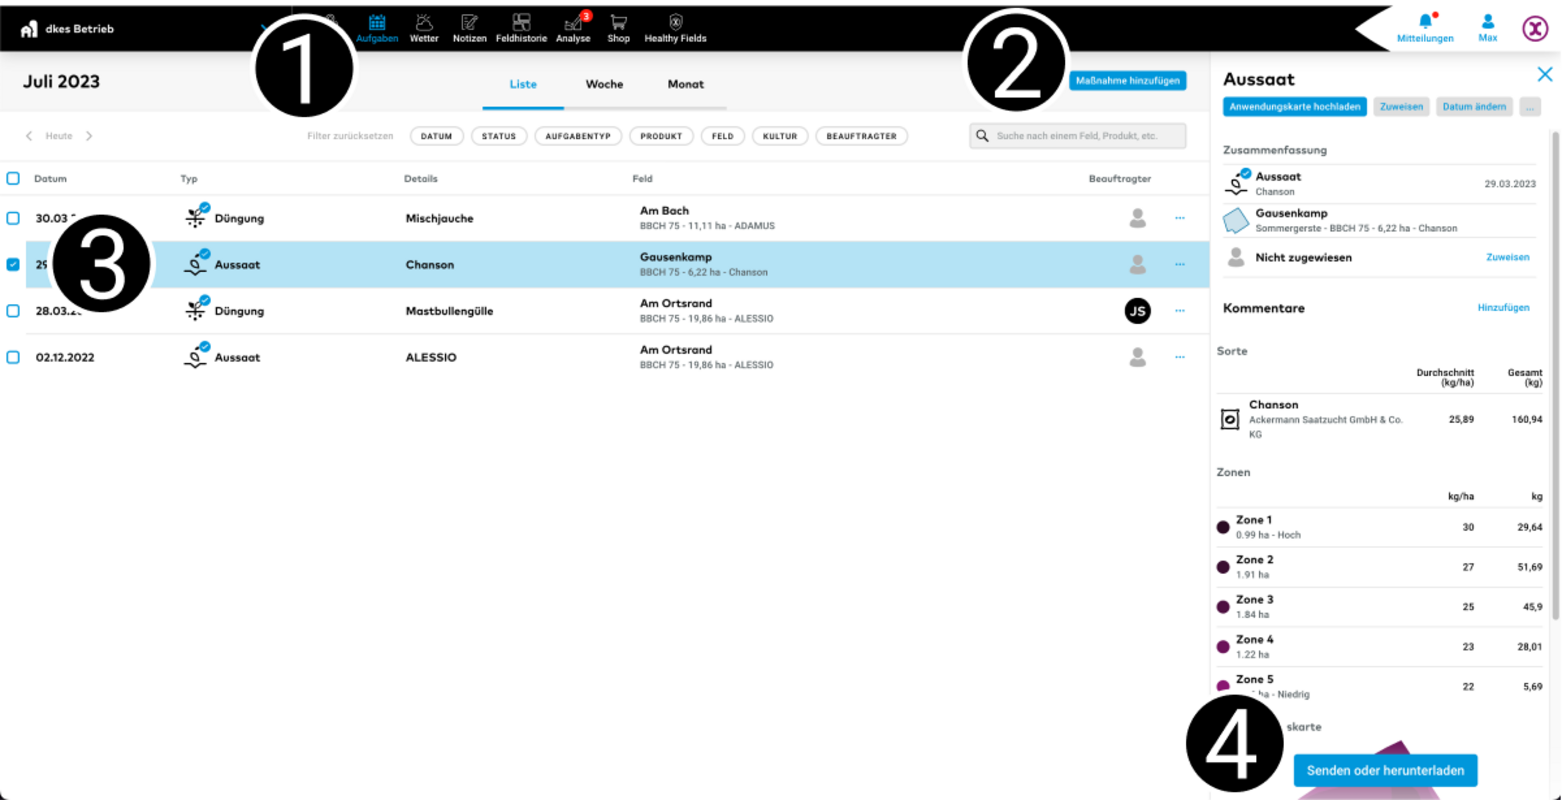 dkes Betrieb
1
Aufgaben
Wetter
Notizen
Feldhistorie
3
Analyse
Shop
Healthy Fields
2
Mitteilungen
Max
Juli 2023
Liste
Woche
Monat
Maßnahme hinzufügen
Heute
Filter zurücksetzen
DATUM
STATUS
AUFGABENTYP
PRODUKT
FELD
KULTUR
BEAUFTRAGTER
Suche nach einem Feld, Produkt, etc.
Datum Typ Details Feld Beauftragter
30.03 Düngung Mischjauche Am Bach
BBCH 75 - 11,11 ha - ADAMUS
3
29 Aussaat Chanson Gausenkamp
BBCH 75 - 6,22 ha - Chanson
28.03. Düngung Mastbullengülle Am Ortsrand JS
BBCH 75 - 19,86 ha - ALESSIO
02.12.2022 Aussaat ALESSIO Am Ortsrand
BBCH 75 - 19,86 ha - ALESSIO
Aussaat
Anwendungskarte hochladen
Zuweisen
Datum ändern
...
Zusammenfassung
Aussaat 29.03.2023
Chanson
Gausenkamp
Sommergerste - BBCH 75 - 6,22 ha - Chanson
Nicht zugewiesen Zuweisen
Kommentare Hinzufügen
Sorte
Durchschnitt (kg/ha) Gesamt (kg)
Chanson 25,89 160,94
Ackermann Saatzucht GmbH & Co.
KG
Zonen
kg/ha kg
Zone 1 30 29,64
0.99 ha - Hoch
Zone 2 27 51,69
1.91 ha
Zone 3 25 45,9
1.84 ha
Zone 4 23 28,01
1.22 ha
Zone 5 22 5,69
ha - Niedrig
4
skarte
Senden oder herunterladen